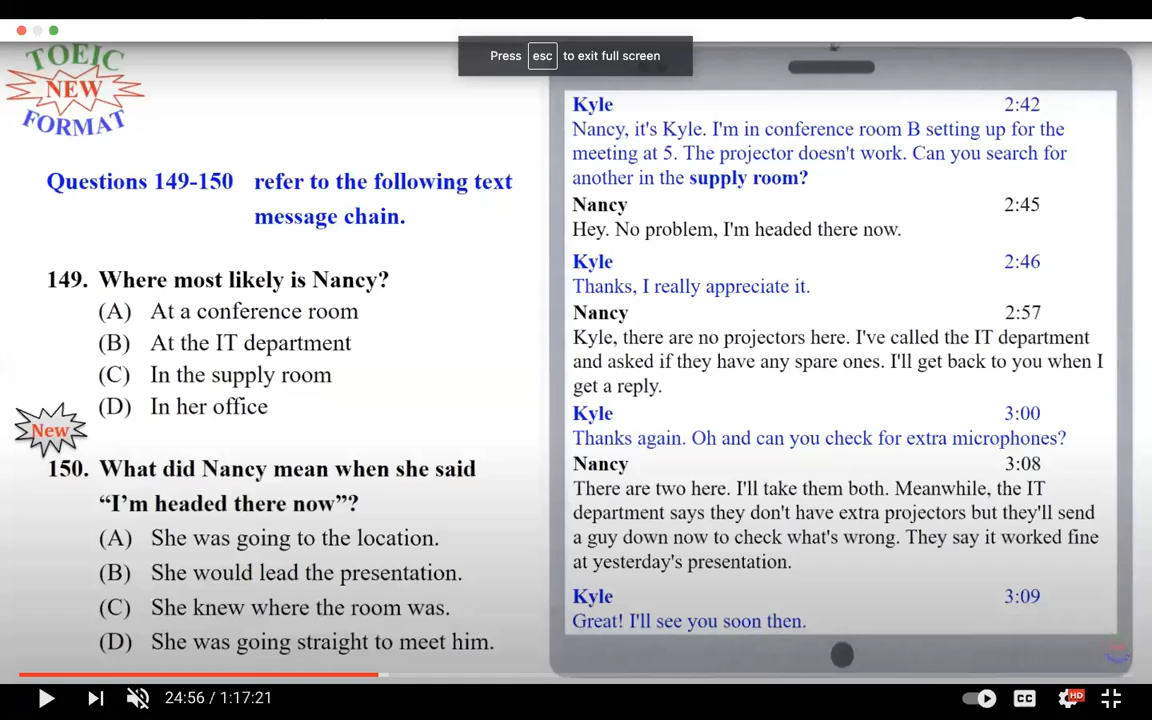 Press esc to exit full screen
TOEIC
NEW
FORMAT
Questions 149-150 refer to the following text
message chain.
149. Where most likely is Nancy?
(A) At a conference room
(B) At the IT department
(C) In the supply room
(D) In her office
New
150. What did Nancy mean when she said
“I’m headed there now”?
(A) She was going to the location.
(B) She would lead the presentation.
(C) She knew where the room was.
(D) She was going straight to meet him.
Kyle 2:42
Nancy, it's Kyle. I'm in conference room B setting up for the
meeting at 5. The projector doesn't work. Can you search for
another in the supply room?
Nancy 2:45
Hey. No problem, I'm headed there now.
Kyle 2:46
Thanks, I really appreciate it.
Nancy 2:57
Kyle, there are no projectors here. I've called the IT department
and asked if they have any spare ones. I'll get back to you when I
get a reply.
Kyle 3:00
Thanks again. Oh and can you check for extra microphones?
Nancy 3:08
There are two here. I'll take them both. Meanwhile, the IT
department says they don't have extra projectors but they'll send
a guy down now to check what's wrong. They say it worked fine
at yesterday's presentation.
Kyle 3:09
Great! I'll see you soon then.
24:56 / 1:17:21
CC
HD